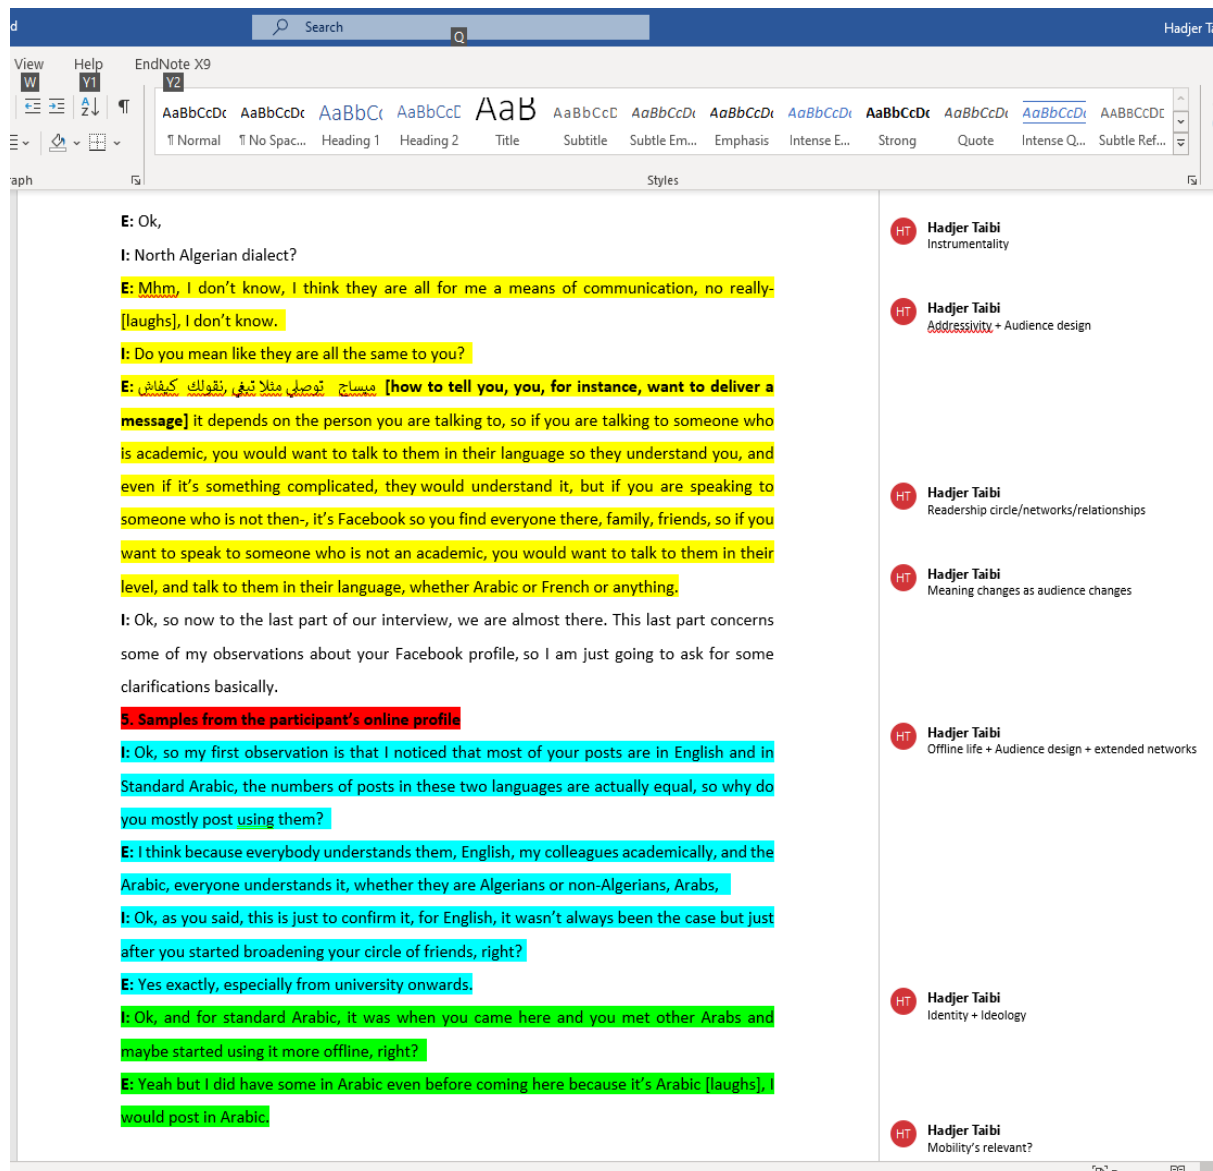 d
Search
Q
Hadjer Ta
View Help EndNote X9
W Y1 Y2
AaBbCcDc AaBbCcDc AaBbCc AaBbCcC AaB AaBbCcD AaBbCcDc AaBbCcDc AaBbCcDc AaBbCcDc AaBbCcDc AaBbCcDc AaBbCcDc
¶ Normal ¶ No Spac... Heading 1 Heading 2 Title Subtitle Subtle Em... Emphasis Intense E... Strong Quote Intense Q... Subtle Ref...
raph
Styles
E: Ok,
I: North Algerian dialect?
E: Mhm, I don't know, I think they are all for me a means of communication, no really-
[laughs], I don't know.
I: Do you mean like they are all the same to you?
E: ميساج توصلي مثلا تبغي ,نقولك كيفاش [how to tell you, you, for instance, want to deliver a
message] it depends on the person you are talking to, so if you are talking to someone who
is academic, you would want to talk to them in their language so they understand you, and
even if it's something complicated, they would understand it, but if you are speaking to
someone who is not then-, it's Facebook so you find everyone there, family, friends, so if you
want to speak to someone who is not an academic, you would want to talk to them in their
level, and talk to them in their language, whether Arabic or French or anything.
I: Ok, so now to the last part of our interview, we are almost there. This last part concerns
some of my observations about your Facebook profile, so I am just going to ask for some
clarifications basically.
5. Samples from the participant's online profile
I: Ok, so my first observation is that I noticed that most of your posts are in English and in
Standard Arabic, the numbers of posts in these two languages are actually equal, so why do
you mostly post using them?
E: I think because everybody understands them, English, my colleagues academically, and the
Arabic, everyone understands it, whether they are Algerians or non-Algerians, Arabs,
I: Ok, as you said, this is just to confirm it, for English, it wasn't always been the case but just
after you started broadening your circle of friends, right?
E: Yes exactly, especially from university onwards.
I: Ok, and for standard Arabic, it was when you came here and you met other Arabs and
maybe started using it more offline, right?
E: Yeah but I did have some in Arabic even before coming here because it's Arabic [laughs], I
would post in Arabic.
HT Hadjer Taibi
Instrumentality
HT Hadjer Taibi
Addressivity + Audience design
HT Hadjer Taibi
Readership circle/networks/relationships
HT Hadjer Taibi
Meaning changes as audience changes
HT Hadjer Taibi
Offline life + Audience design + extended networks
HT Hadjer Taibi
Identity + Ideology
HT Hadjer Taibi
Mobility's relevant?